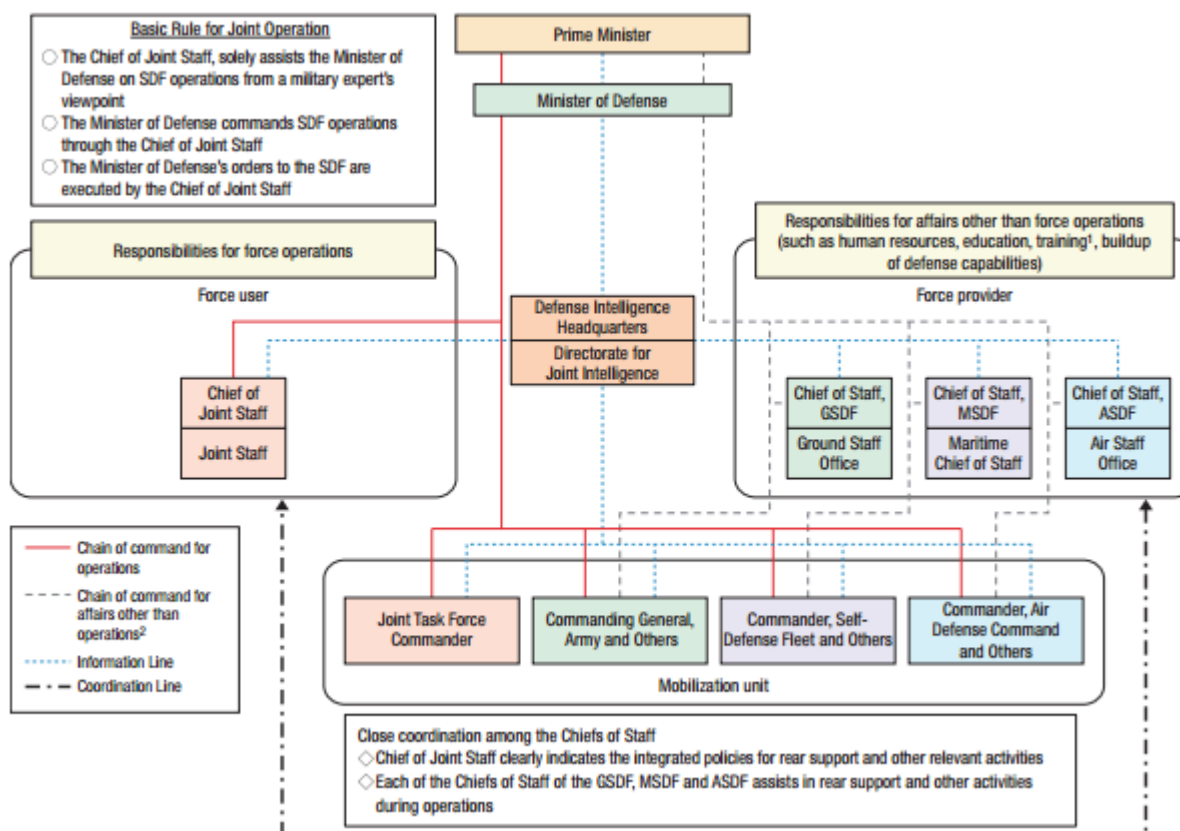 Basic Rule for Joint Operation
○ The Chief of Joint Staff, solely assists the Minister of
Defense on SDF operations from a military expert's
viewpoint
○ The Minister of Defense commands SDF operations
through the Chief of Joint Staff
○ The Minister of Defense's orders to the SDF are
executed by the Chief of Joint Staff
Prime Minister
Minister of Defense
Responsibilities for force operations
Force user
Responsibilities for affairs other than force operations
(such as human resources, education, training¹, buildup
of defense capabilities)
Force provider
Defense Intelligence
Headquarters
Directorate for
Joint Intelligence
Chief of
Joint Staff
Joint Staff
Chief of Staff,
GSDF
Ground Staff
Office
Chief of Staff,
MSDF
Maritime
Chief of Staff
Chief of Staff,
ASDF
Air Staff
Office
Chain of command for
operations
Chain of command for
affairs other than
operations²
Information Line
Coordination Line
Joint Task Force
Commander
Commanding General,
Army and Others
Commander, Self-
Defense Fleet and Others
Commander, Air
Defense Command
and Others
Mobilization unit
Close coordination among the Chiefs of Staff
◇ Chief of Joint Staff clearly indicates the integrated policies for rear support and other relevant activities
◇ Each of the Chiefs of Staff of the GSDF, MSDF and ASDF assists in rear support and other activities
during operations